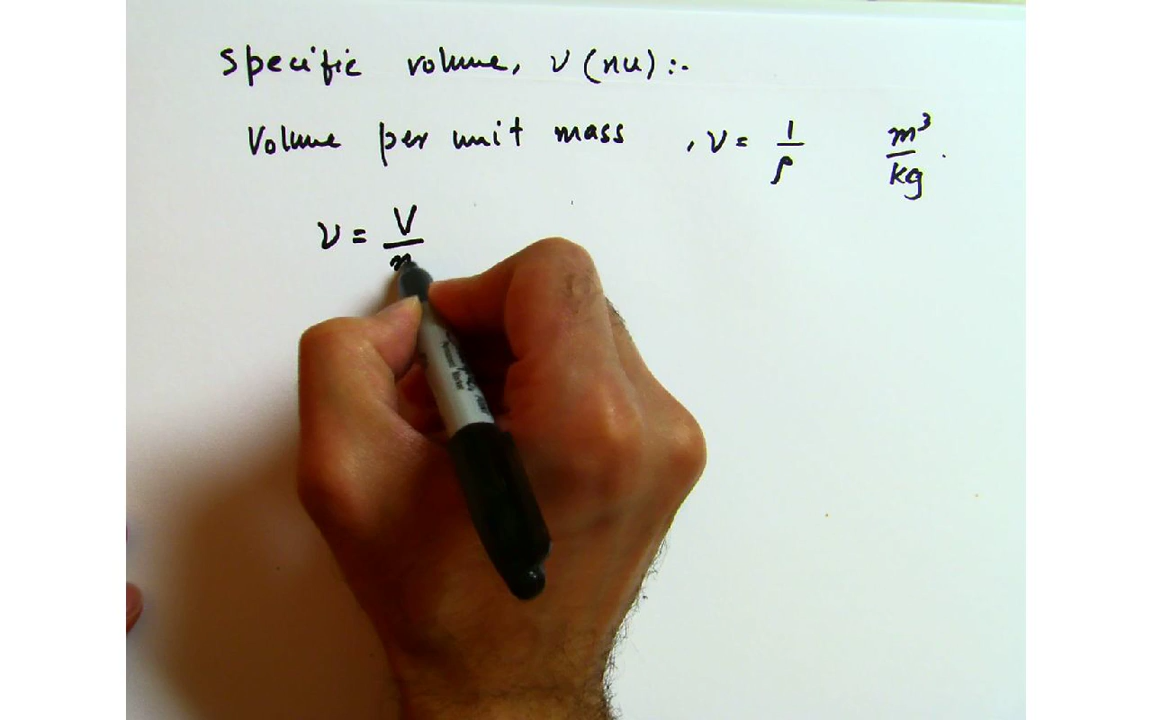 Specific volume, ν (nu) :-
Volume per unit mass , ν = 1/ρ m³/kg.
ν = V/m